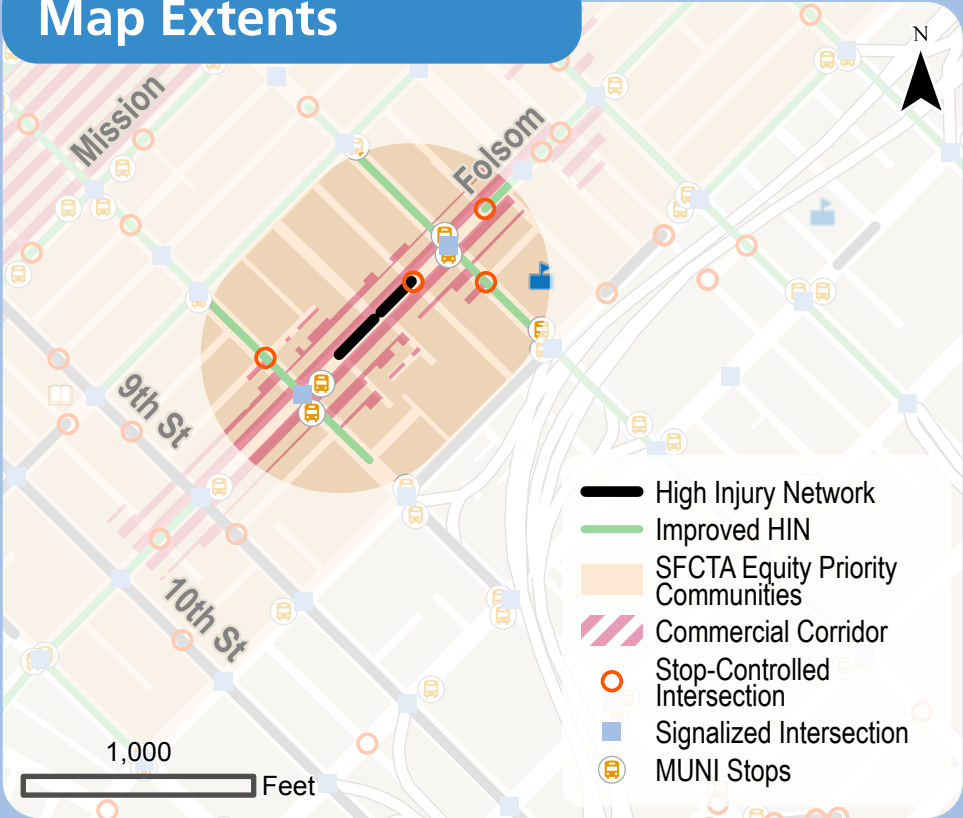 Map Extents
N
Mission
Folsom
9th St
10th St
High Injury Network
Improved HIN
SFCTA Equity Priority
Communities
Commercial Corridor
Stop-Controlled
Intersection
Signalized Intersection
MUNI Stops
1,000
Feet